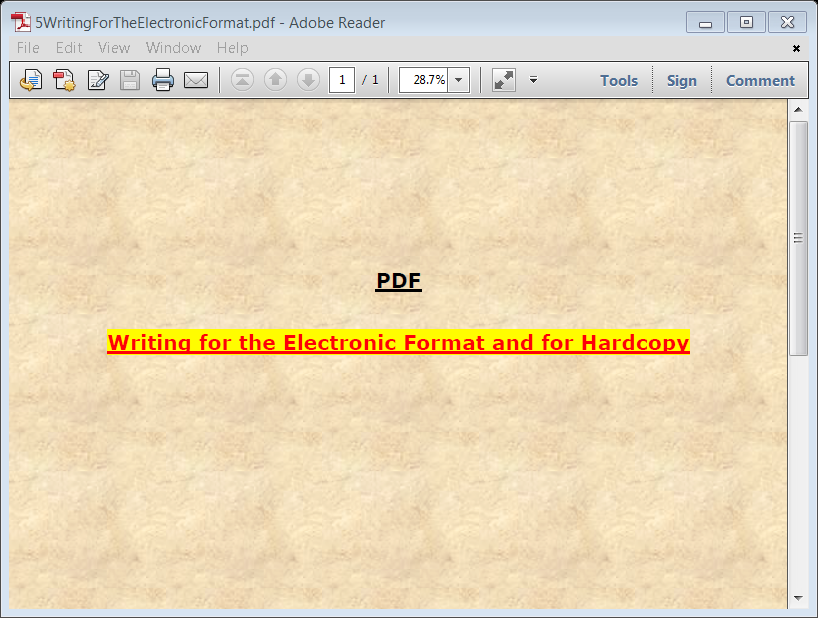 5WritingForTheElectronicFormat.pdf - Adobe Reader
File Edit View Window Help
1 / 1 28.7% Tools Sign Comment
PDF
Writing for the Electronic Format and for Hardcopy